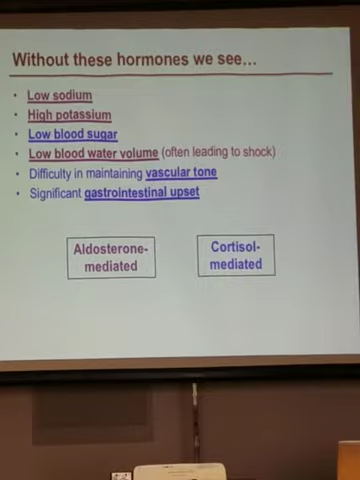 Without these hormones we see…
• Low sodium
• High potassium
• Low blood sugar
• Low blood water volume (often leading to shock)
• Difficulty in maintaining vascular tone
• Significant gastrointestinal upset
Aldosterone-
mediated
Cortisol-
mediated